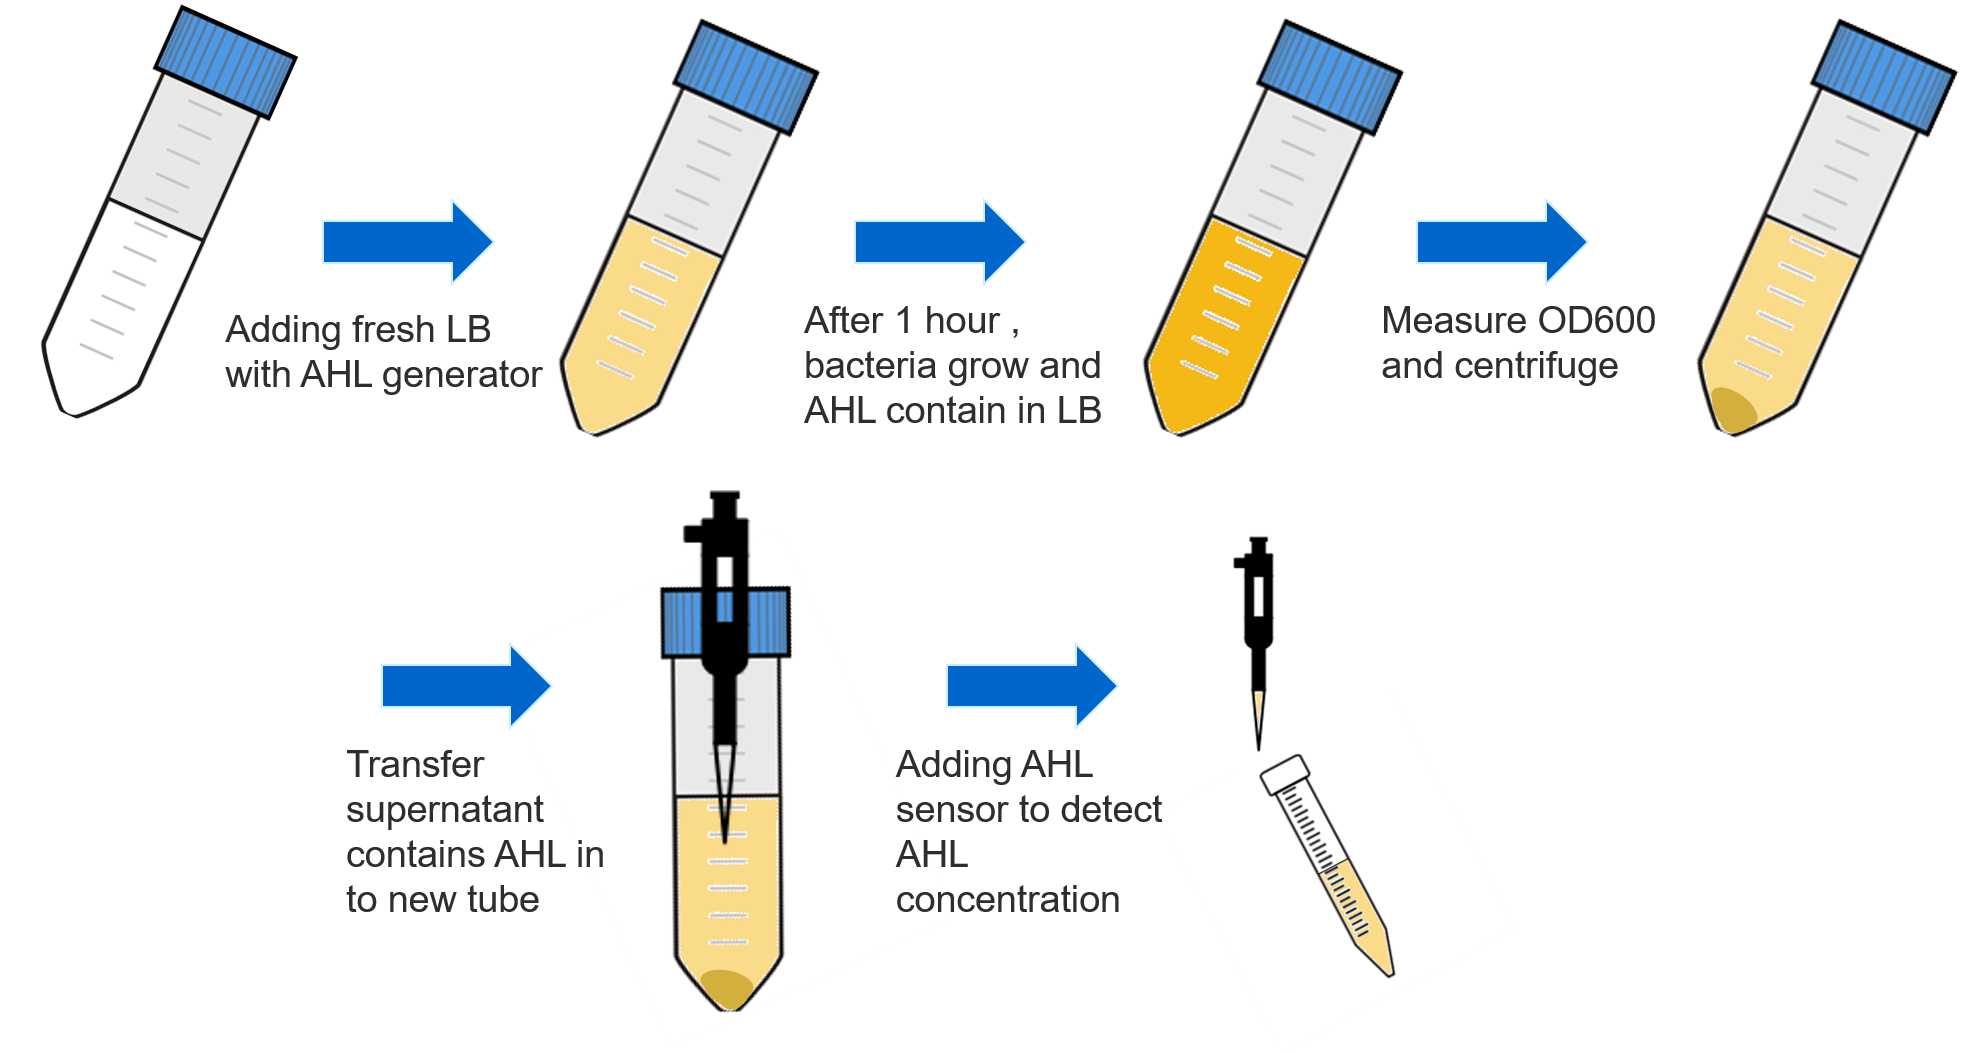 Adding fresh LB
with AHL generator
After 1 hour ,
bacteria grow and
AHL contain in LB
Measure OD600
and centrifuge
Transfer
supernatant
contains AHL in
to new tube
Adding AHL
sensor to detect
AHL
concentration